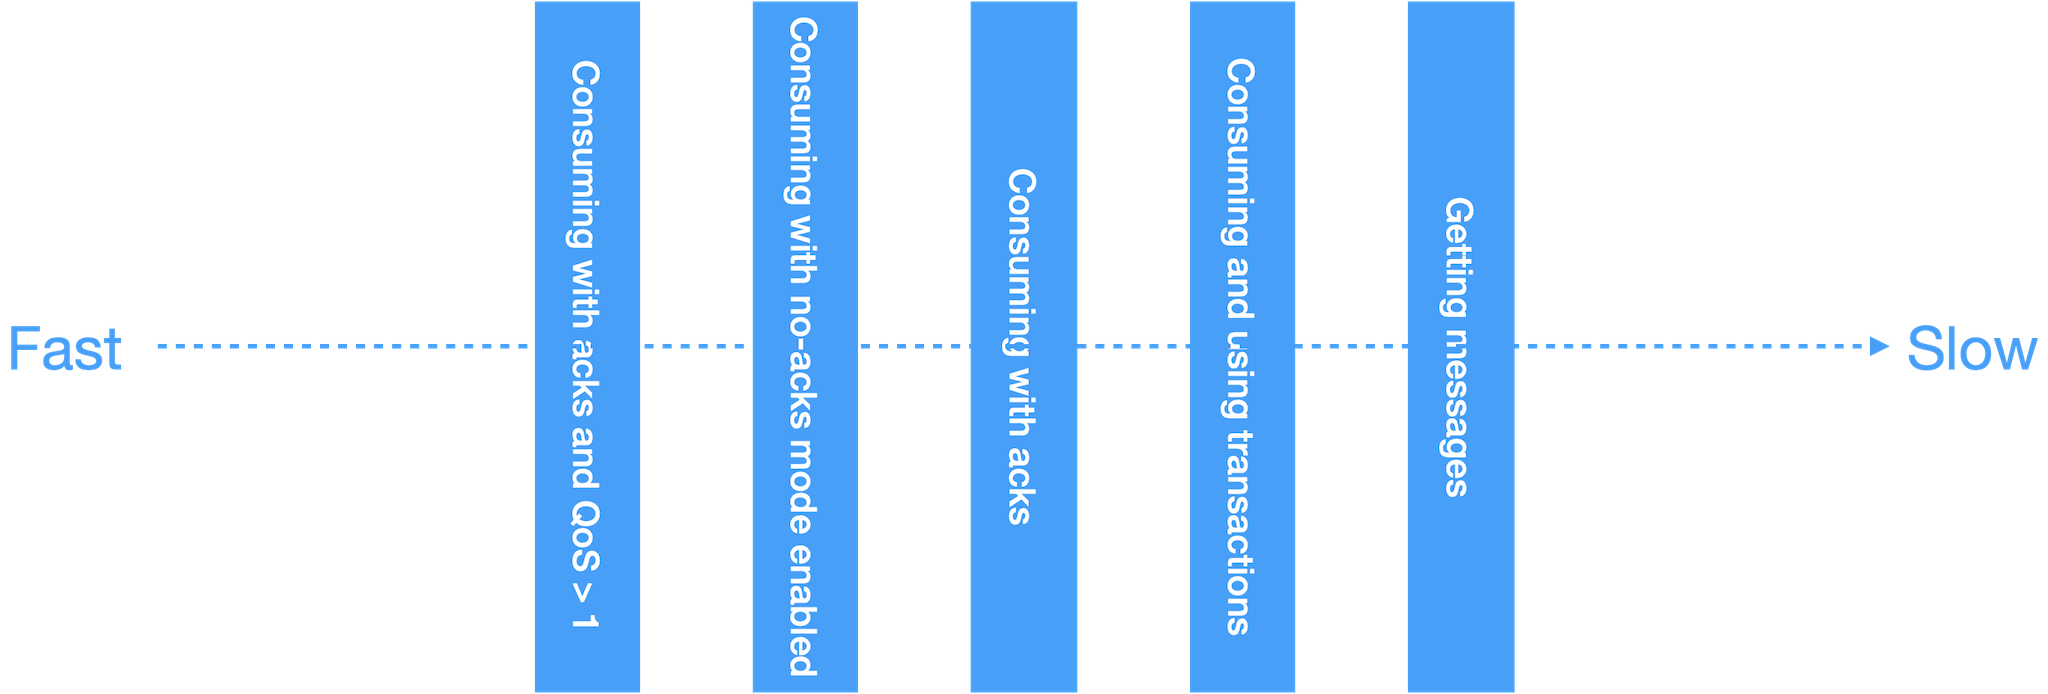 Fast
Consuming with acks and QoS > 1
Consuming with no-acks mode enabled
Consuming with acks
Consuming and using transactions
Getting messages
Slow